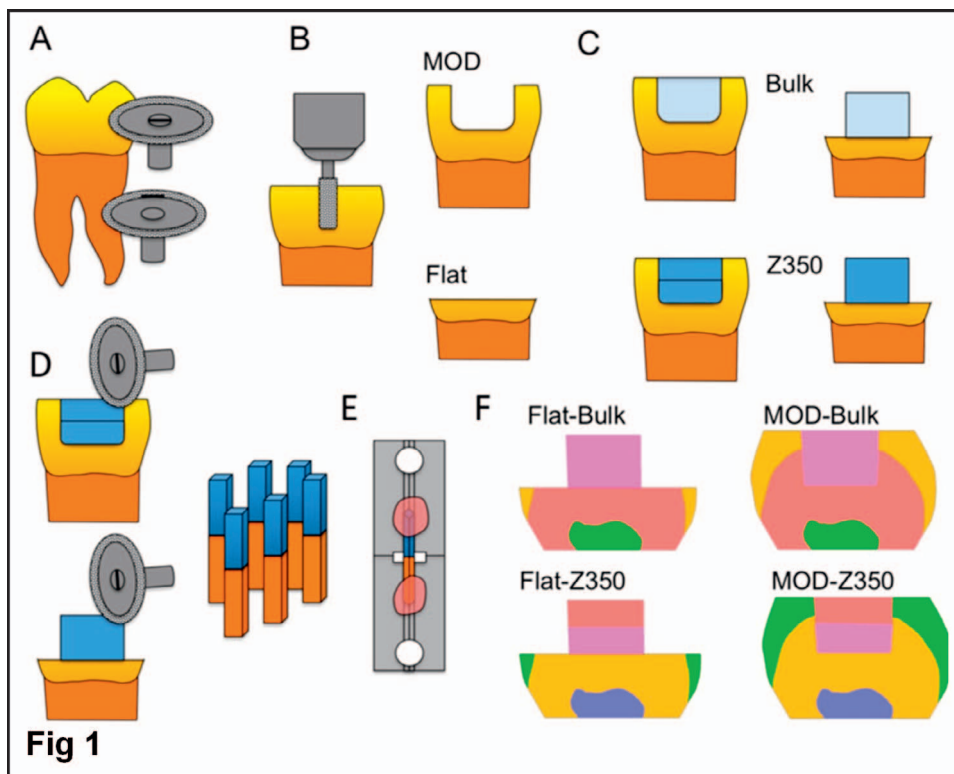 A
B
MOD
C
Bulk
Flat
Z350
D
E
F
Flat-Bulk
MOD-Bulk
Flat-Z350
MOD-Z350
Fig 1